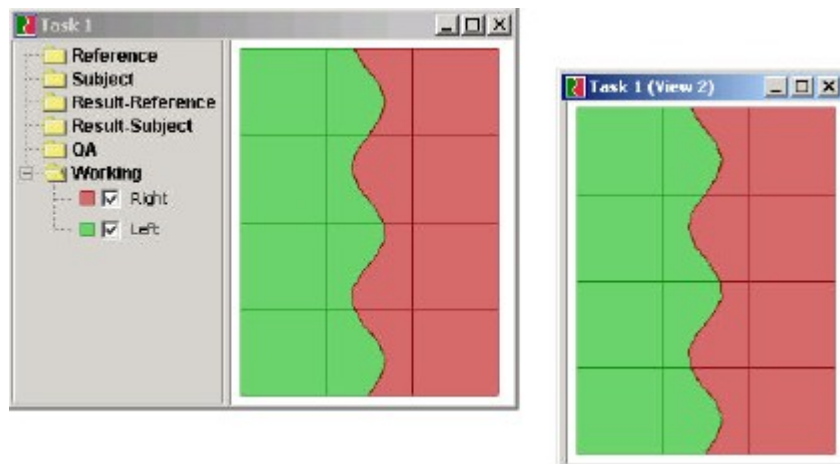 Task 1
Reference
Subject
Result-Reference
Result-Subject
QA
Working
Right
Left
Task 1 (View 2)